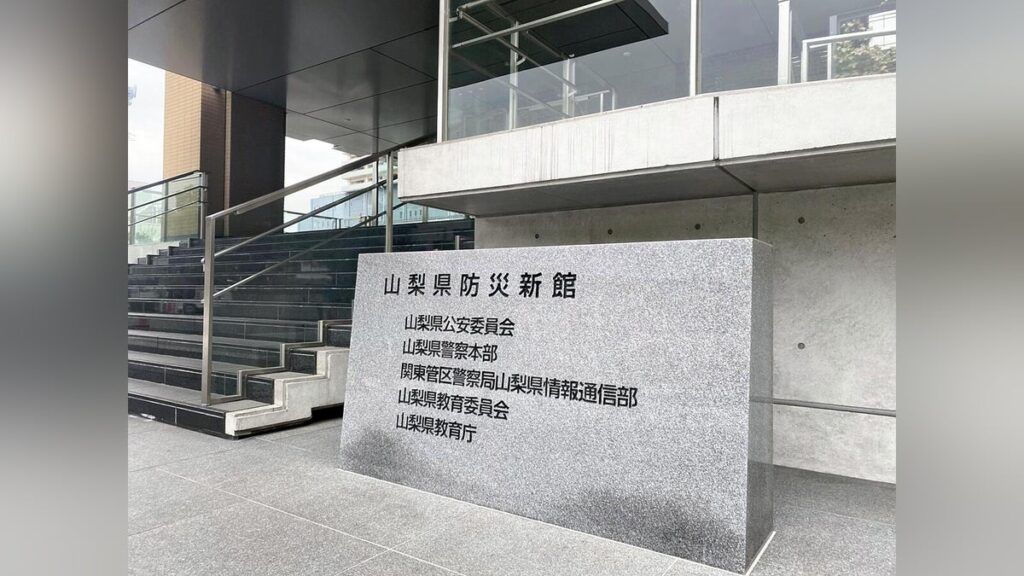 山梨県防災新館
山梨県公安委員会
山梨県警察本部
関東管区警察局山梨県情報通信部
山梨県教育委員会
山梨県教育庁